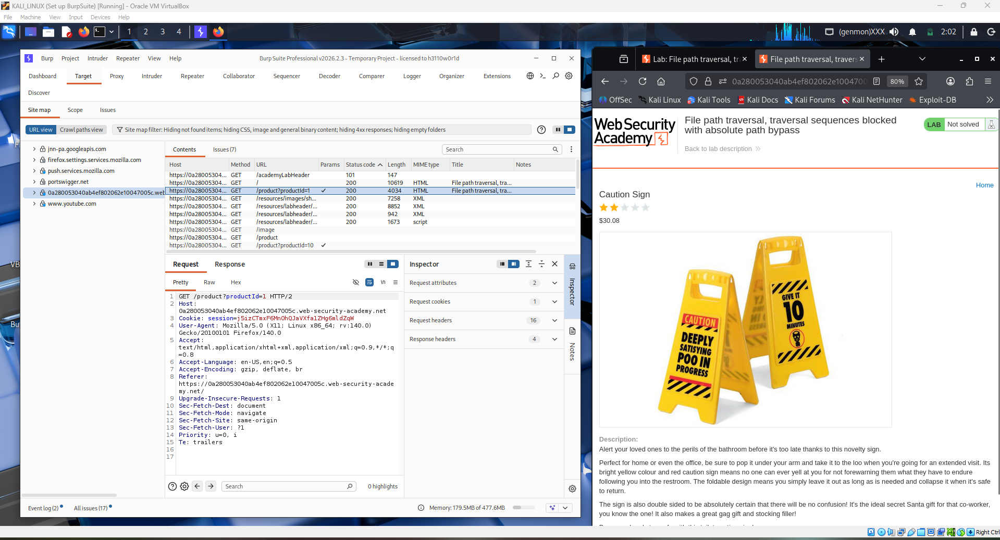 KALI_LINUX (Set up BurpSuite) [Running] - Oracle VM VirtualBox
File Machine View Input Devices Help
1 2 3 4 (genmon)XXX 2:02
Burp Project Intruder Repeater View Help Burp Suite Professional v2026.2.3 - Temporary Project - licensed to h3110w0r1d
Dashboard Target Proxy Intruder Repeater Collaborator Sequencer Decoder Comparer Logger Organizer Extensions
Discover
Site map Scope Issues
URL view Crawl paths view Site map filter: Hiding not found items; hiding CSS, image and general binary content; hiding 4xx responses; hiding empty folders
jnn-pa.googleapis.com
firefox.settings.services.mozilla.com
push.services.mozilla.com
portswigger.net
0a280053040ab4ef802062e10047005c.web
www.youtube.com
Contents Issues (7) Search
Host Method URL Params Status code Length MIME type Title Notes
https://0a28005304... GET /academyLabHeader 101 147
https://0a28005304... GET / 200 10619 HTML File path traversal, tra...
https://0a28005304... GET /product?productId=1 ✓ 200 4034 HTML File path traversal, tra...
https://0a28005304... GET /resources/images/sh... 200 7258 XML
https://0a28005304... GET /resources/labheader/... 200 8852 XML
https://0a28005304... GET /resources/labheader/... 200 942 XML
https://0a28005304... GET /resources/labheader/... 200 1673 script
https://0a28005304... GET /image
https://0a28005304... GET /product
https://0a28005304... GET /product?productId=10 ✓
Request Response
Pretty Raw Hex \n
1 GET /product?productId=1 HTTP/2
2 Host:
0a280053040ab4ef802062e10047005c.web-security-academy.net
3 Cookie: session=j5izCTmxF6MnOhQJaVXfa1ZHg6mldZqW
4 User-Agent: Mozilla/5.0 (X11; Linux x86_64; rv:140.0)
Gecko/20100101 Firefox/140.0
5 Accept:
text/html,application/xhtml+xml,application/xml;q=0.9,*/*;q
=0.8
6 Accept-Language: en-US,en;q=0.5
7 Accept-Encoding: gzip, deflate, br
8 Referer:
https://0a280053040ab4ef802062e10047005c.web-security-acade
my.net/
9 Upgrade-Insecure-Requests: 1
10 Sec-Fetch-Dest: document
11 Sec-Fetch-Mode: navigate
12 Sec-Fetch-Site: same-origin
13 Sec-Fetch-User: ?1
14 Priority: u=0, i
15 Te: trailers
16
17
Search 0 highlights
Inspector
Request attributes 2
Request cookies 1
Request headers 16
Response headers 4
Inspector
Notes
Event log (2) All issues (17) Memory: 179.5MB of 477.6MB
VB
Bu
Lab: File path traversal, tr File path traversal, travers
0a280053040ab4ef802062e1004700 80%
OffSec Kali Linux Kali Tools Kali Docs Kali Forums Kali NetHunter Exploit-DB
Web Security
Academy
File path traversal, traversal sequences blocked
with absolute path bypass
LAB Not solved
Back to lab description
Home
Caution Sign
$30.08
GIVE IT
10
MINUTES
CAUTION
DEEPLY
SATISFYING
POO IN
PROGRESS
Description:
Alert your loved ones to the perils of the bathroom before it's too late thanks to this novelty sign.
Perfect for home or even the office, be sure to pop it under your arm and take it to the loo when you're going for an extended visit. Its
bright yellow colour and red caution sign means no one can ever yell at you for not forewarning them what they have to endure
following you into the restroom. The foldable design means you simply leave it out as long as is needed and collapse it when it's safe
to return.
The sign is also double sided to be absolutely certain that there will be no confusion! It's the ideal secret Santa gift for that co-worker,
you know the one! It also makes a great gag gift and stocking filler!
Right Ctrl